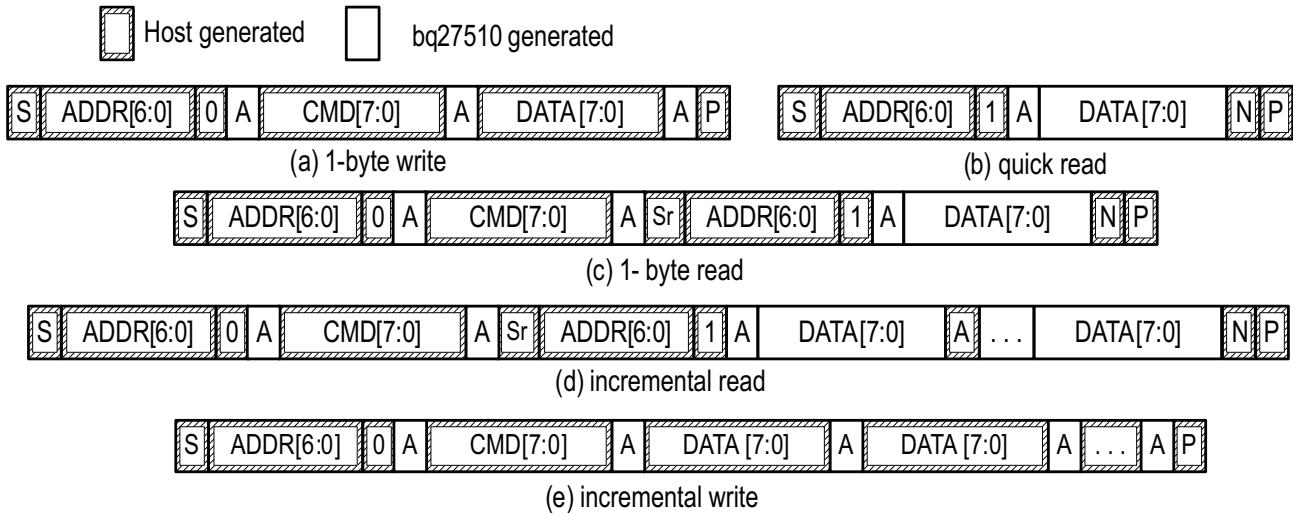 Host generated bq27510 generated
S ADDR[6:0] 0 A CMD[7:0] A DATA[7:0] A P S ADDR[6:0] 1 A DATA[7:0] N P
(a) 1-byte write (b) quick read
S ADDR[6:0] 0 A CMD[7:0] A Sr ADDR[6:0] 1 A DATA[7:0] N P
(c) 1- byte read
S ADDR[6:0] 0 A CMD[7:0] A Sr ADDR[6:0] 1 A DATA[7:0] A . . . DATA[7:0] N P
(d) incremental read
S ADDR[6:0] 0 A CMD[7:0] A DATA [7:0] A DATA [7:0] A . . . A P
(e) incremental write